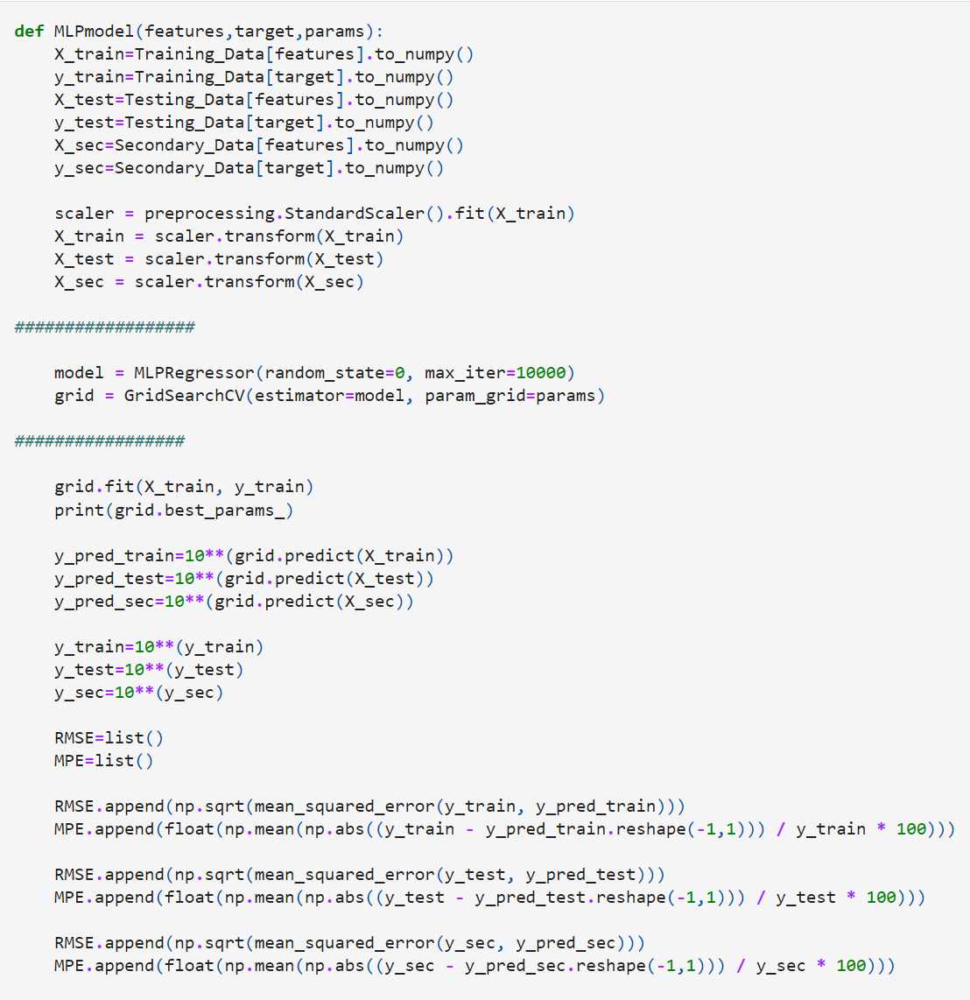 def MLPmodel(features,target,params):
    X_train=Training_Data[features].to_numpy()
    y_train=Training_Data[target].to_numpy()
    X_test=Testing_Data[features].to_numpy()
    y_test=Testing_Data[target].to_numpy()
    X_sec=Secondary_Data[features].to_numpy()
    y_sec=Secondary_Data[target].to_numpy()

    scaler = preprocessing.StandardScaler().fit(X_train)
    X_train = scaler.transform(X_train)
    X_test = scaler.transform(X_test)
    X_sec = scaler.transform(X_sec)

##################

    model = MLPRegressor(random_state=0, max_iter=10000)
    grid = GridSearchCV(estimator=model, param_grid=params)

#################

    grid.fit(X_train, y_train)
    print(grid.best_params_)

    y_pred_train=10**(grid.predict(X_train))
    y_pred_test=10**(grid.predict(X_test))
    y_pred_sec=10**(grid.predict(X_sec))

    y_train=10**(y_train)
    y_test=10**(y_test)
    y_sec=10**(y_sec)

    RMSE=list()
    MPE=list()

    RMSE.append(np.sqrt(mean_squared_error(y_train, y_pred_train)))
    MPE.append(float(np.mean(np.abs((y_train - y_pred_train.reshape(-1,1))) / y_train * 100)))

    RMSE.append(np.sqrt(mean_squared_error(y_test, y_pred_test)))
    MPE.append(float(np.mean(np.abs((y_test - y_pred_test.reshape(-1,1))) / y_test * 100)))

    RMSE.append(np.sqrt(mean_squared_error(y_sec, y_pred_sec)))
    MPE.append(float(np.mean(np.abs((y_sec - y_pred_sec.reshape(-1,1))) / y_sec * 100)))